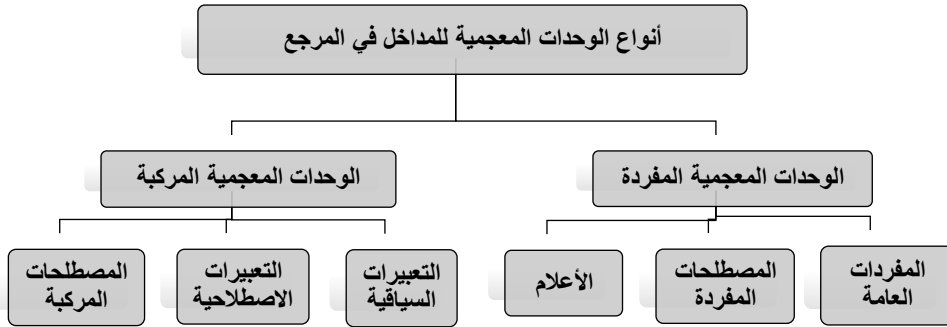 أنواع الوحدات المعجمية للمداخل في المرجع
الوحدات المعجمية المفردة
الوحدات المعجمية المركبة
المفردات
العامة
المصطلحات
المفردة
الأعلام
التعبيرات
السياقية
التعبيرات
الاصطلاحية
المصطلحات
المركبة